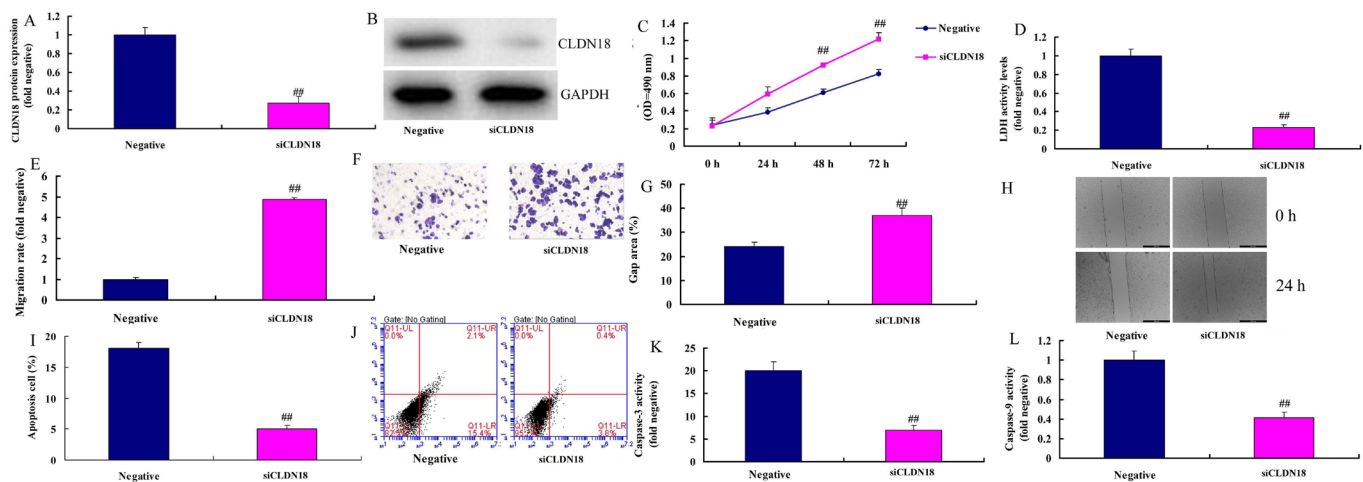 A
CLDN18 protein expression
(fold negative)
1.2
1
0.8
0.6
0.4
0.2
0
##
Negative
siCLDN18
B
CLDN18
GAPDH
Negative
siCLDN18
C
(OD=490 nm)
1.4
1.2
1.0
0.8
0.6
0.4
0.2
##
##
0 h
24 h
48 h
72 h
Negative
siCLDN18
D
LDH activity levels
(fold negative)
1.2
1
0.8
0.6
0.4
0.2
0
##
Negative
siCLDN18
E
Migration rate (fold negative)
6
5
4
3
2
1
0
##
Negative
siCLDN18
F
Negative
siCLDN18
G
Gap area (%)
50
40
30
20
10
0
##
Negative
siCLDN18
H
0 h
24 h
Negative
siCLDN18
I
Apoptosis cell (%)
20
15
10
5
0
##
Negative
siCLDN18
J
Gate: [No Gating]
Q11-UL
0.0%
Q11-UR
2.1%
Q11-LR
15.4%
Negative
Gate: [No Gating]
Q11-UL
0.0%
Q11-UR
0.4%
Q11-LR
3.8%
siCLDN18
K
Caspase-3 activity
(fold negative)
25
20
15
10
5
0
##
Negative
siCLDN18
L
Caspase-9 activity
(fold negative)
1.2
1
0.8
0.6
0.4
0.2
0
##
Negative
siCLDN18